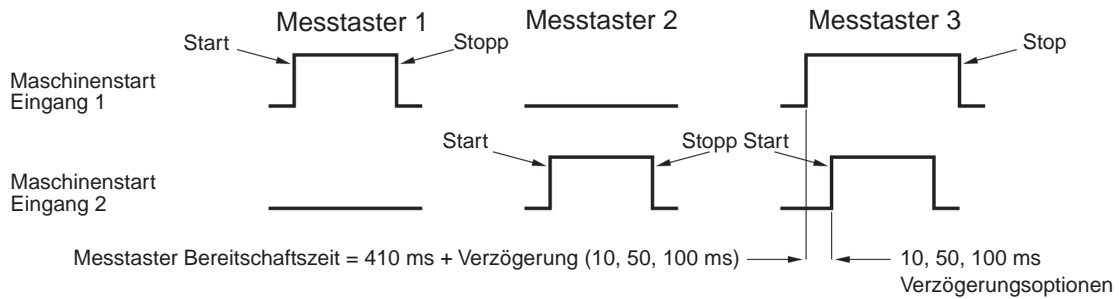 Messtaster 1
Messtaster 2
Messtaster 3
Start
Stopp
Stop
Maschinenstart
Eingang 1
Start
Stopp
Start
Maschinenstart
Eingang 2
Messtaster Bereitschaftszeit = 410 ms + Verzögerung (10, 50, 100 ms)
10, 50, 100 ms
Verzögerungsoptionen